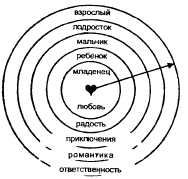 взрослый
подросток
мальчик
ребенок
младенец
любовь
радость
приключения
романтика
ответственность